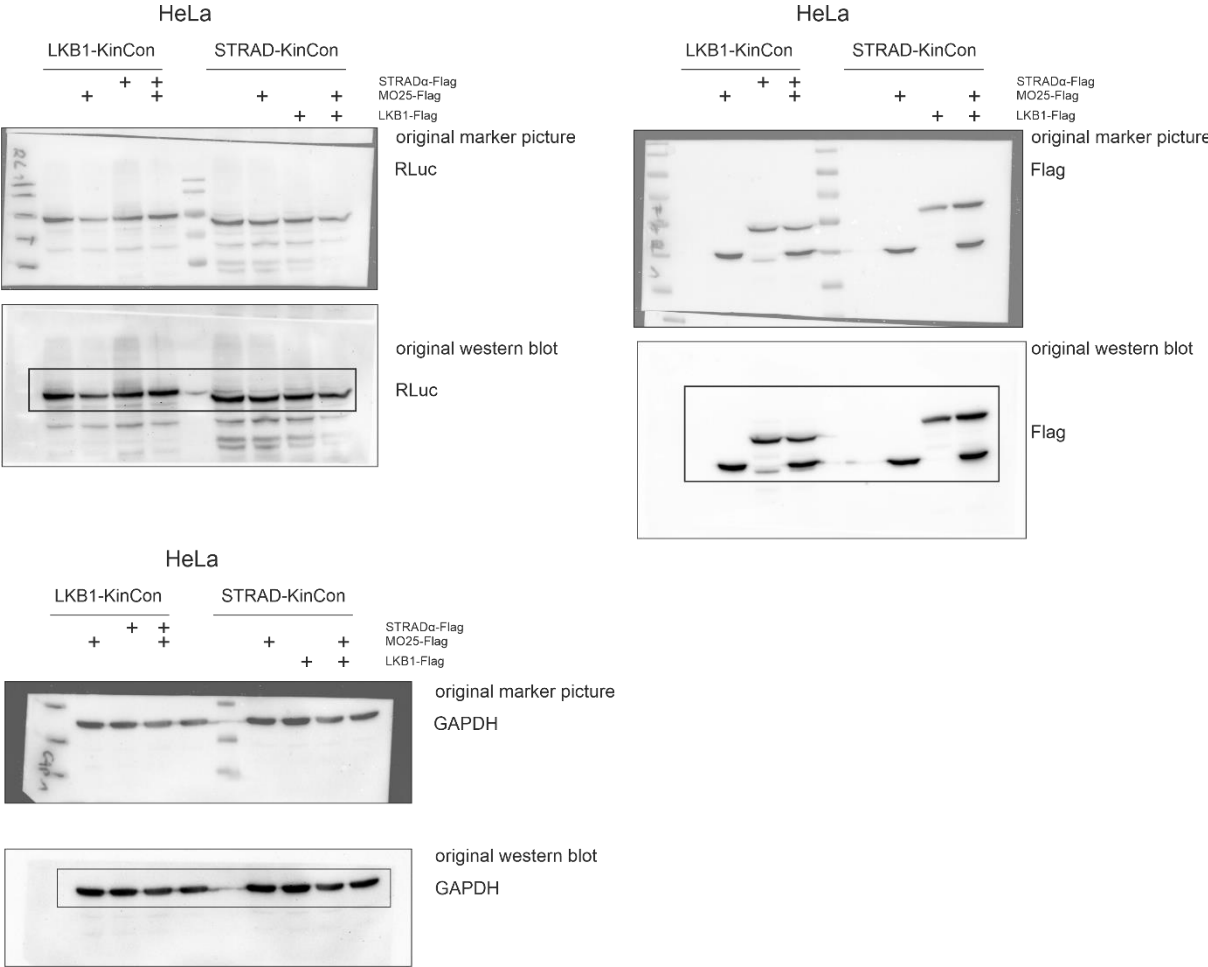 HeLa
LKB1-KinCon STRAD-KinCon
+ + STRADα-Flag
+ + + + MO25-Flag
+ + LKB1-Flag
original marker picture
RLuc
original western blot
RLuc
HeLa
LKB1-KinCon STRAD-KinCon
+ + STRADα-Flag
+ + + + MO25-Flag
+ + LKB1-Flag
original marker picture
Flag
original western blot
Flag
HeLa
LKB1-KinCon STRAD-KinCon
+ + STRADα-Flag
+ + + + MO25-Flag
+ + LKB1-Flag
original marker picture
GAPDH
original western blot
GAPDH